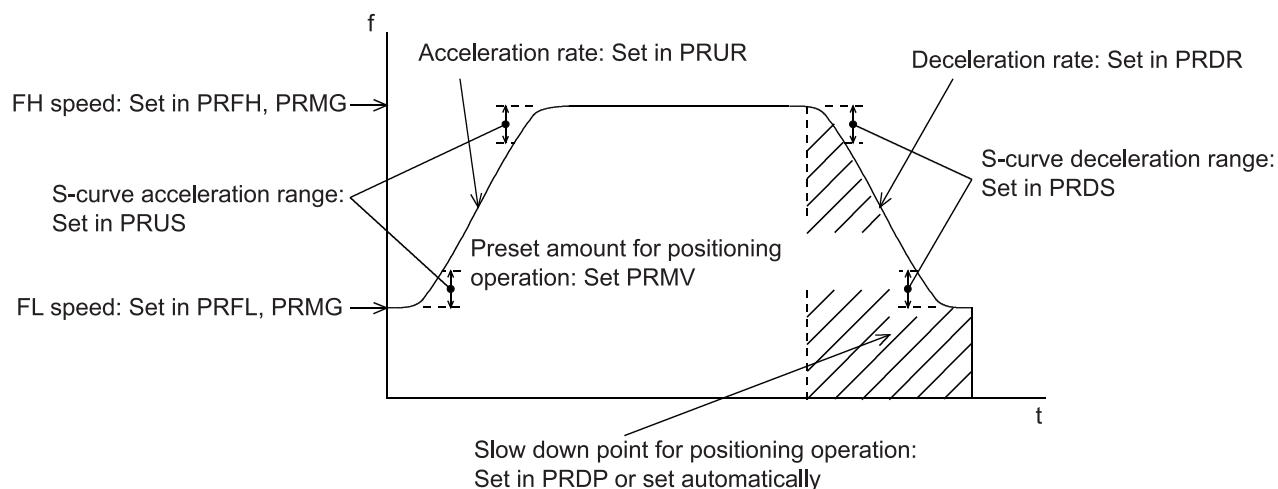 f
Acceleration rate: Set in PRUR
Deceleration rate: Set in PRDR
FH speed: Set in PRFH, PRMG
S-curve acceleration range:
Set in PRUS
S-curve deceleration range:
Set in PRDS
Preset amount for positioning
operation: Set PRMV
FL speed: Set in PRFL, PRMG
t
Slow down point for positioning operation:
Set in PRDP or set automatically